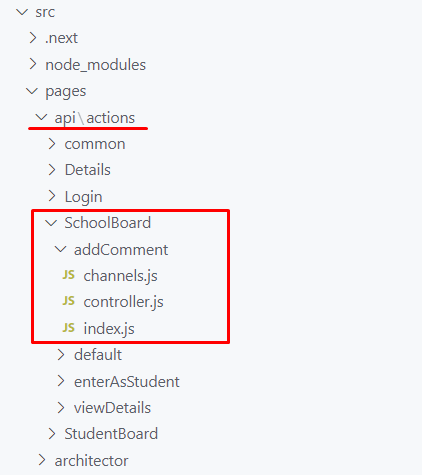 src
.next
node_modules
pages
api\actions
common
Details
Login
SchoolBoard
addComment
JS channels.js
JS controller.js
JS index.js
default
enterAsStudent
viewDetails
StudentBoard
architector